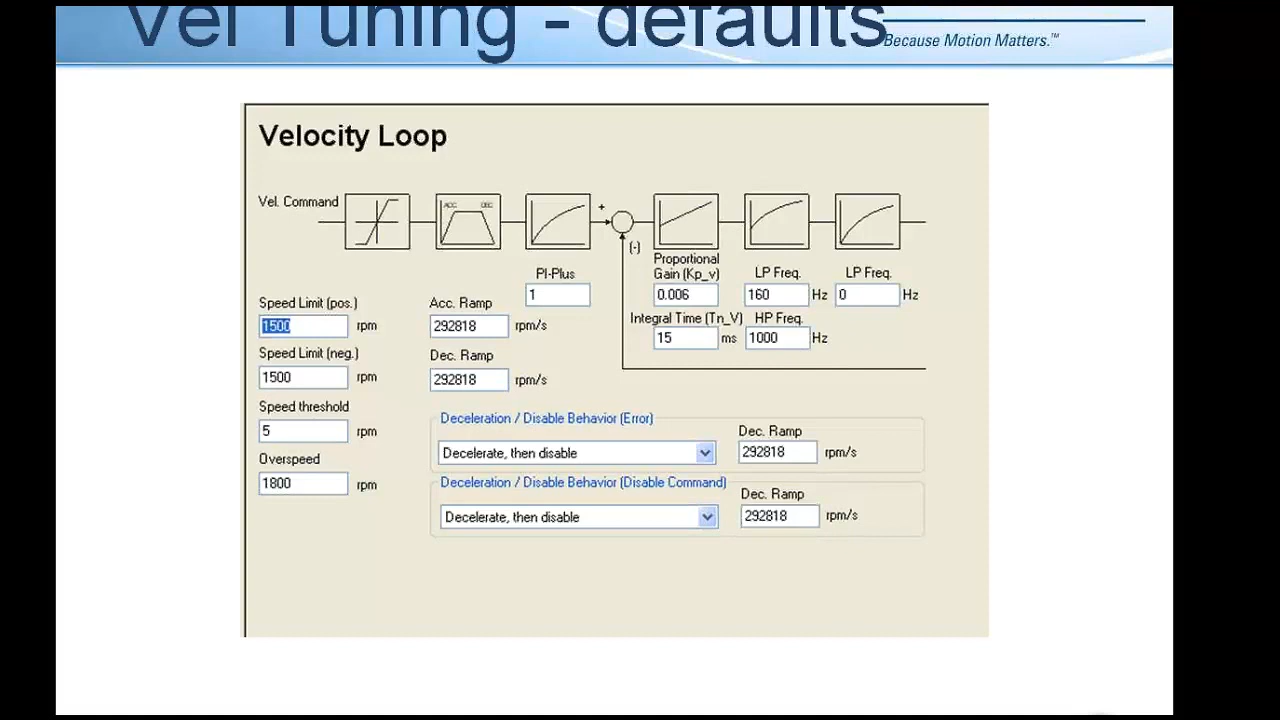 Vel Tuning - defaults
Because Motion Matters.™
Velocity Loop
Vel. Command
ACC DEC
+
(-)
PI-Plus
1
Proportional
Gain (Kp_v)
0.006
Integral Time (Tn_V)
15 ms
LP Freq.
160 Hz
HP Freq.
1000 Hz
LP Freq.
0 Hz
Speed Limit (pos.)
1500 rpm
Speed Limit (neg.)
1500 rpm
Speed threshold
5 rpm
Overspeed
1800 rpm
Acc. Ramp
292818 rpm/s
Dec. Ramp
292818 rpm/s
Deceleration / Disable Behavior (Error)
Decelerate, then disable
Dec. Ramp
292818 rpm/s
Deceleration / Disable Behavior (Disable Command)
Decelerate, then disable
Dec. Ramp
292818 rpm/s